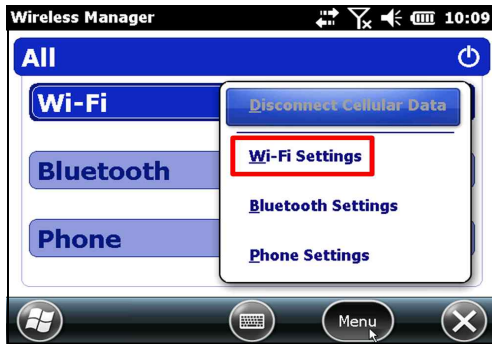 Wireless Manager 10:09
All
Wi-Fi
Disconnect Cellular Data
Wi-Fi Settings
Bluetooth
Bluetooth Settings
Phone
Phone Settings
Menu